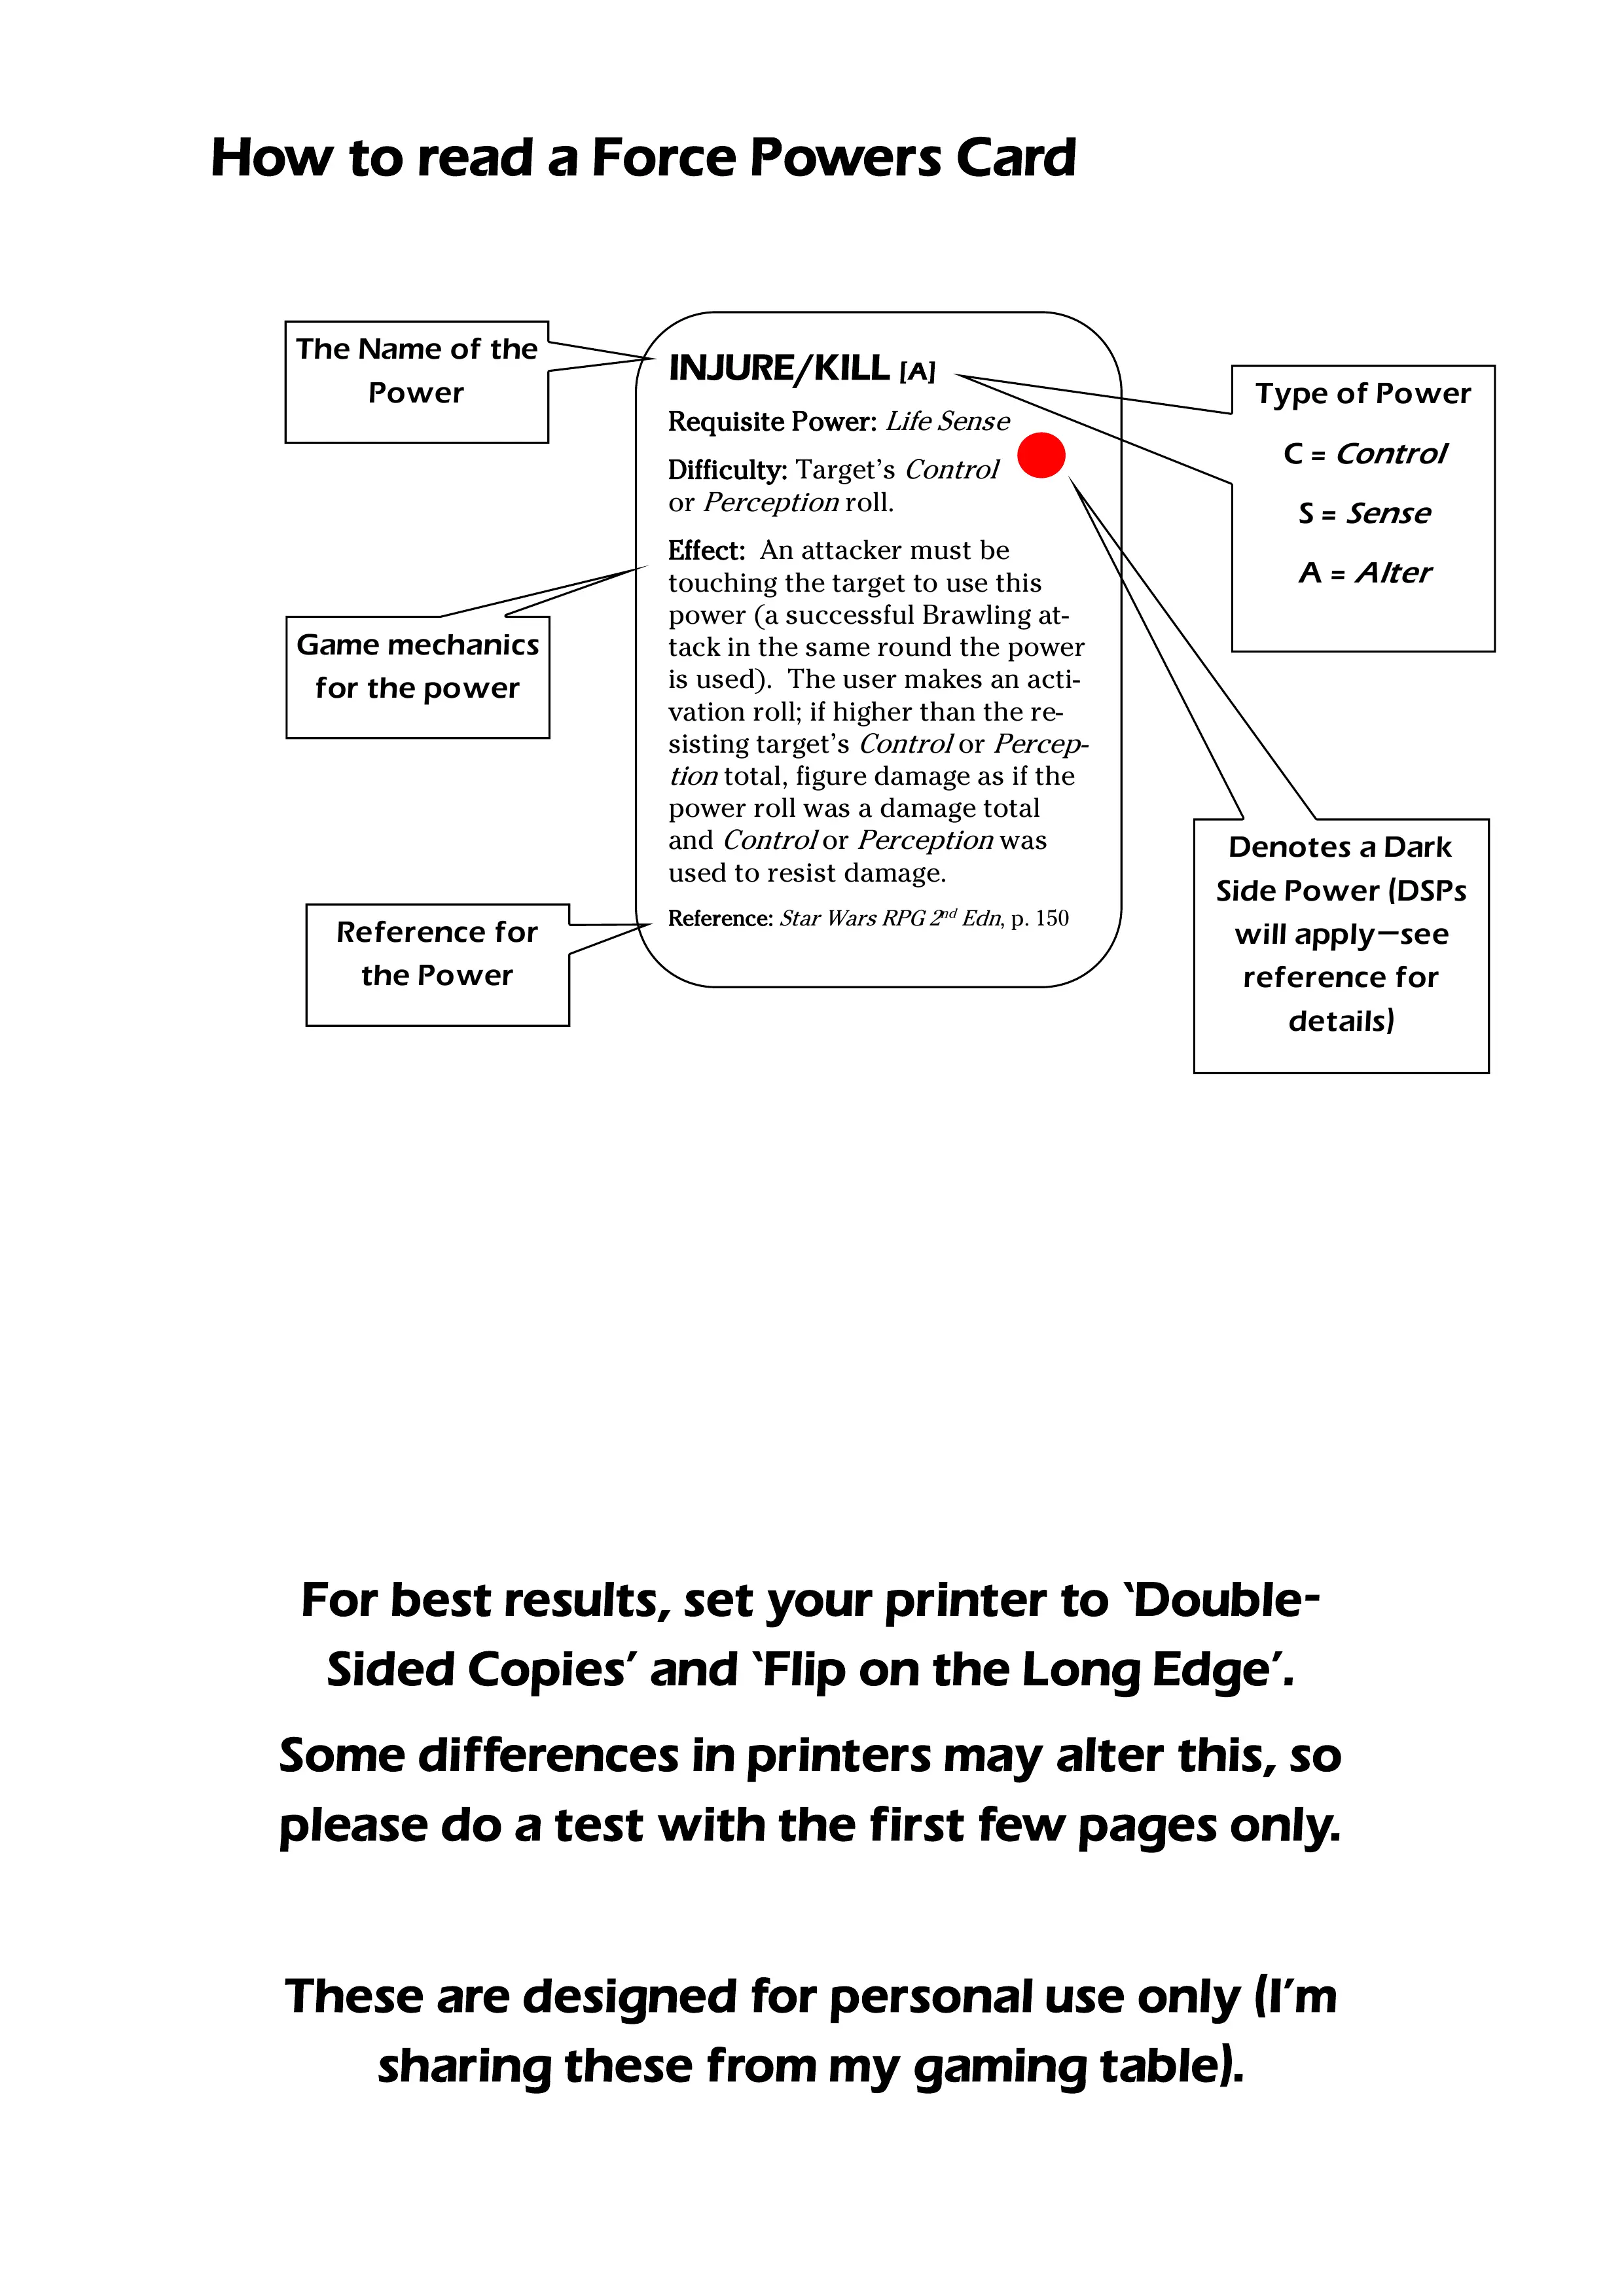 How to read a Force Powers Card
The Name of the
Power
INJURE/KILL [A]
Requisite Power: Life Sense
Difficulty: Target’s Control
or Perception roll.
Effect:  An attacker must be
touching the target to use this
power (a successful Brawling at-
tack in the same round the power
is used).  The user makes an acti-
vation roll; if higher than the re-
sisting target’s Control or Percep-
tion total, figure damage as if the
power roll was a damage total
and Control or Perception was
used to resist damage.
Reference: Star Wars RPG 2nd Edn, p. 150
Type of Power
C = Control
S = Sense
A = Alter
Game mechanics
for the power
Denotes a Dark
Side Power (DSPs
will apply—see
reference for
details)
Reference for
the Power
For best results, set your printer to ‘Double-
Sided Copies’ and ‘Flip on the Long Edge’.
Some differences in printers may alter this, so
please do a test with the first few pages only.
These are designed for personal use only (I’m
sharing these from my gaming table).